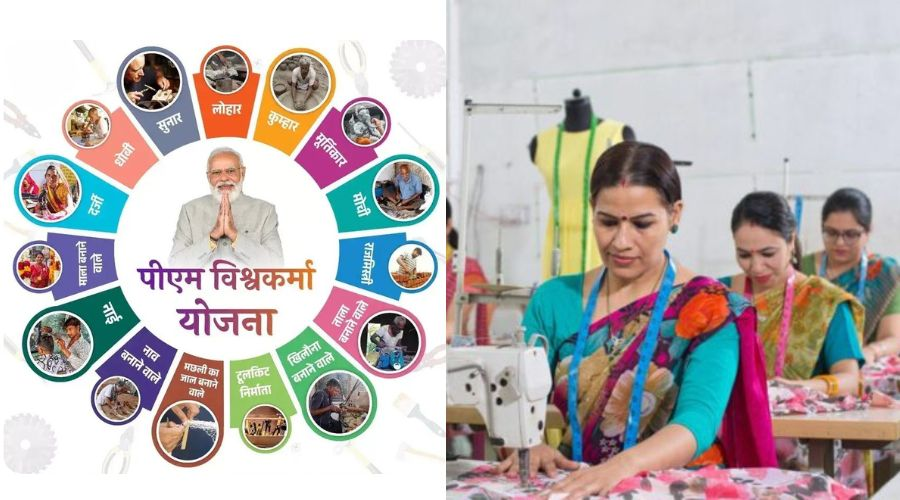 पीएम विश्वकर्मा
योजना
लोहार
कुम्हार
मूर्तिकार
मोची
राजमिस्त्री
ताला
बनाने वाले
खिलौना
बनाने वाले
टूलकिट
निर्माता
मछली का
जाल बनाने
वाले
नाव
बनाने वाले
नाई
माला बनाने
वाले
दर्जी
धोबी
सुनार